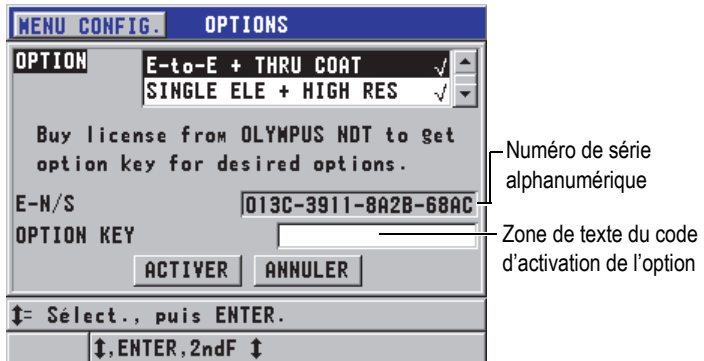 MENU CONFIG. OPTIONS
OPTION
E-to-E + THRU COAT √
SINGLE ELE + HIGH RES √
Buy license from OLYMPUS NDT to get
option key for desired options.
E-N/S 013C-3911-8A2B-68AC
OPTION KEY
ACTIVER ANNULER
↕= Sélect., puis ENTER.
↕,ENTER,2ndF ↕
Numéro de série
alphanumérique
Zone de texte du code
d'activation de l'option